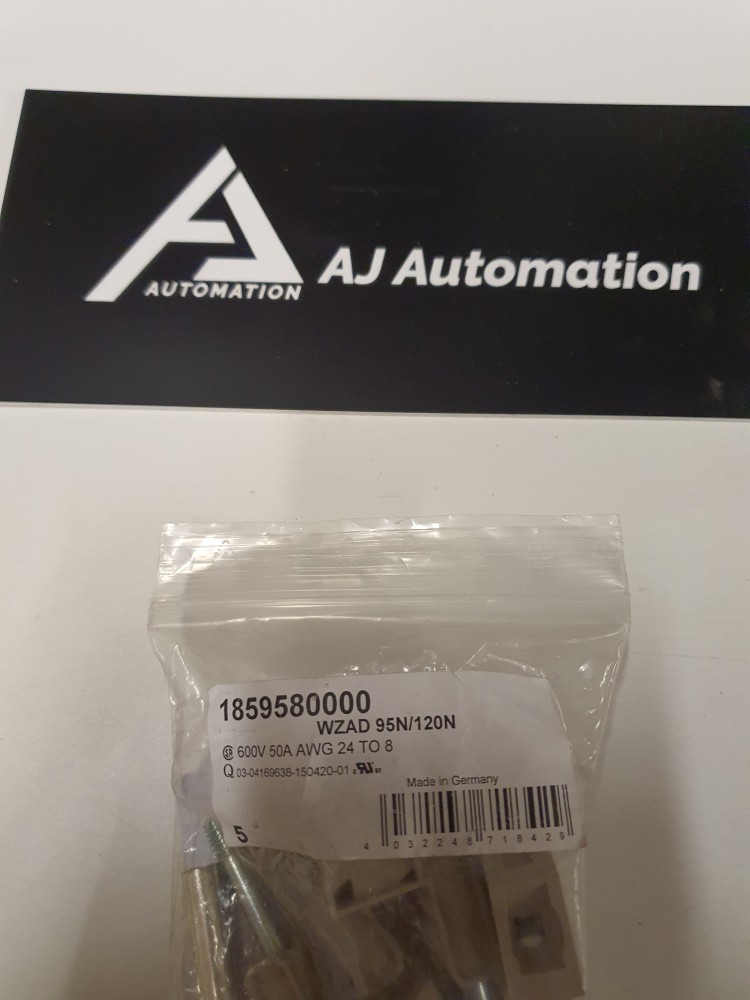 AUTOMATION
AJ Automation
1859580000
WZAD 95N/120N
600V 50A AWG 24 TO 8
Q 03-04169638-150420-01
Made in Germany
5
4 032248 718429